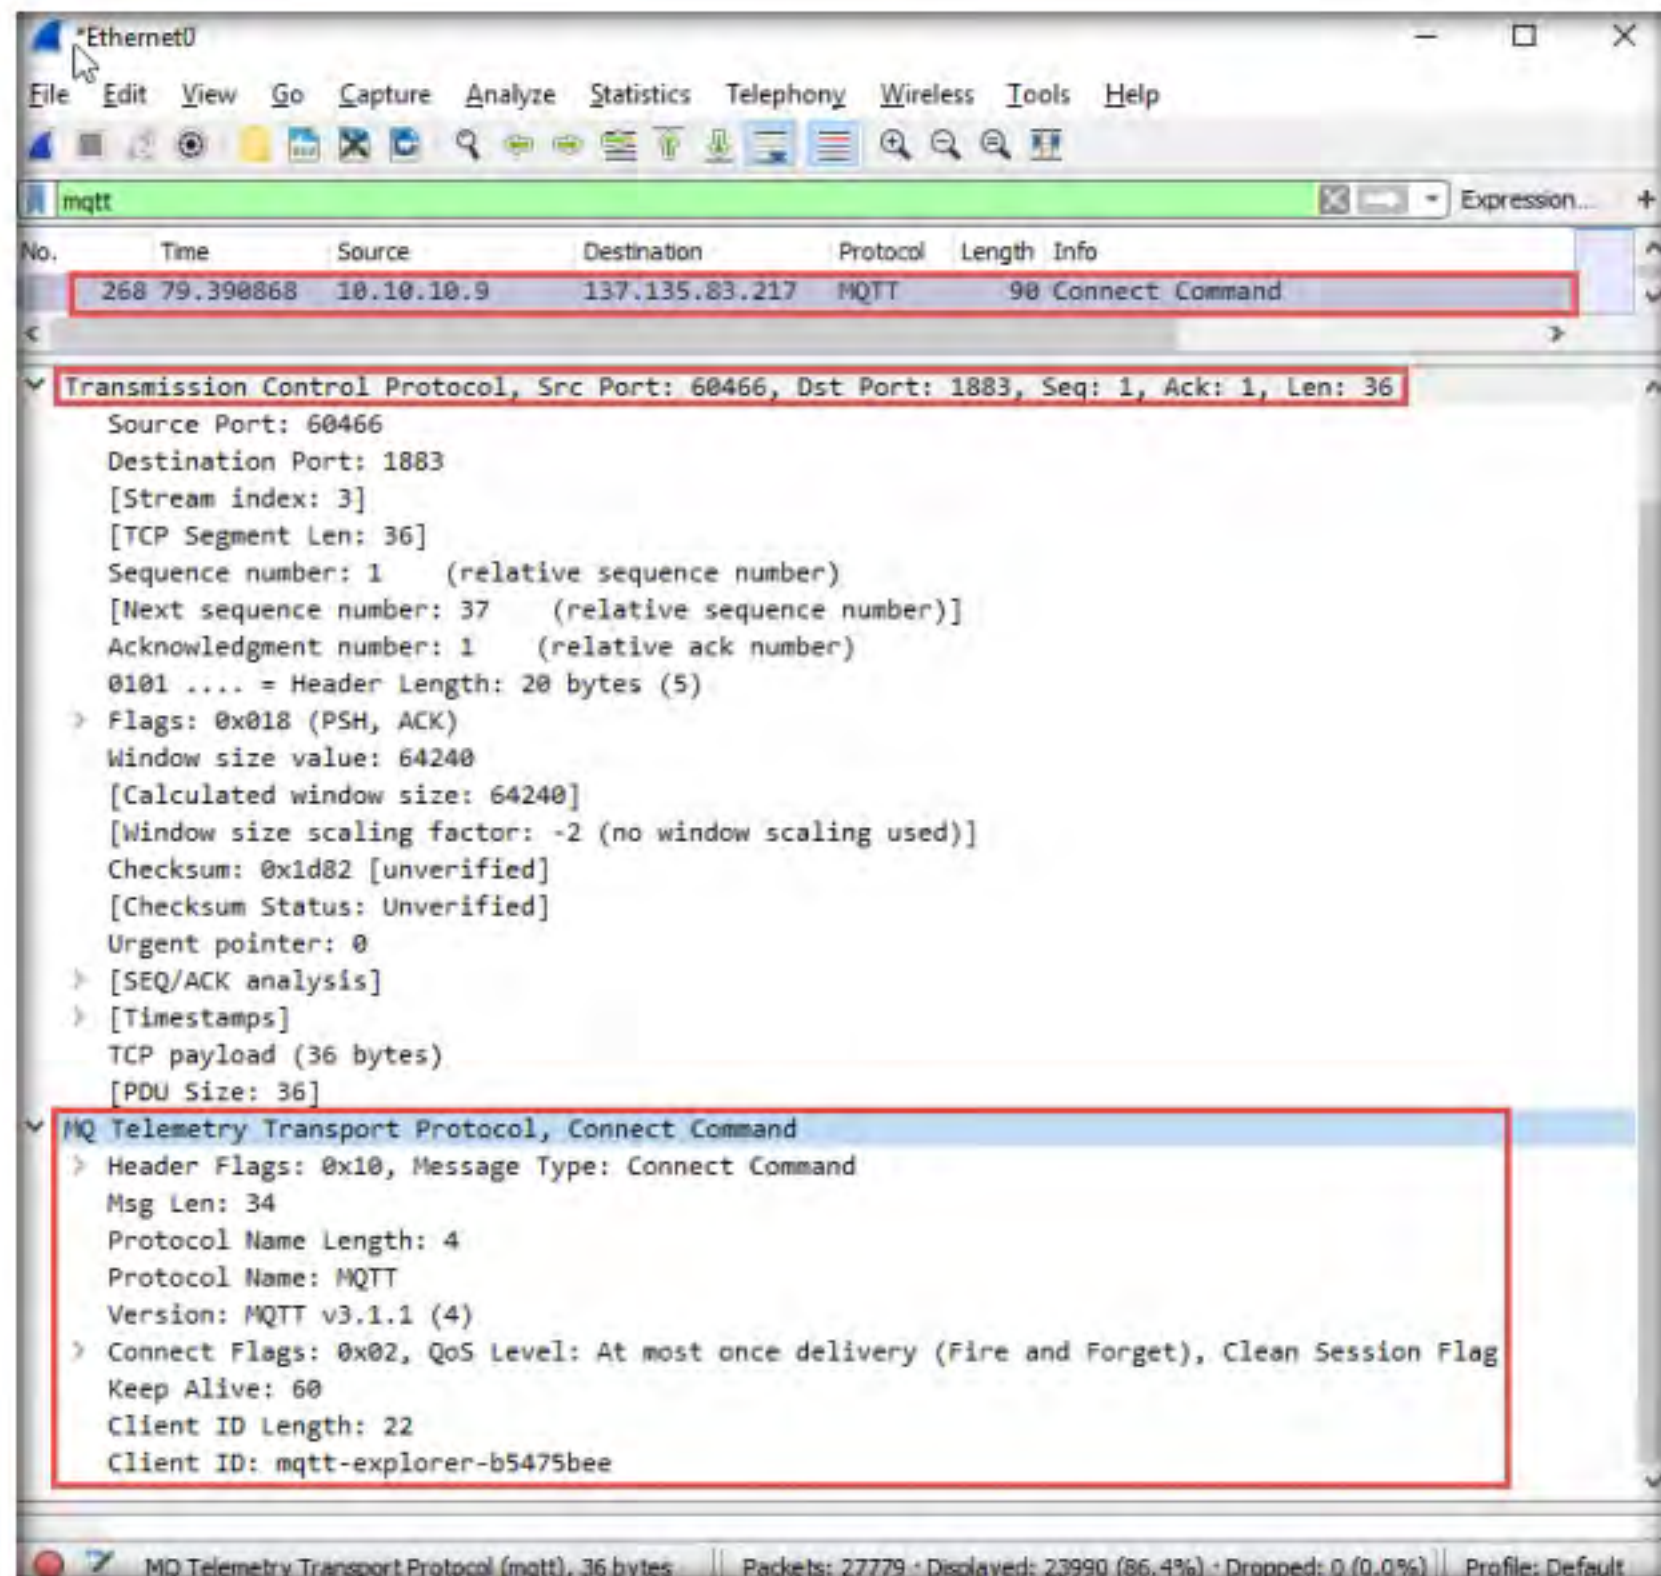 *Ethernet0
File Edit View Go Capture Analyze Statistics Telephony Wireless Tools Help
mqtt Expression... +
No. Time Source Destination Protocol Length Info
268 79.390868 10.10.10.9 137.135.83.217 MQTT 90 Connect Command
Transmission Control Protocol, Src Port: 60466, Dst Port: 1883, Seq: 1, Ack: 1, Len: 36
Source Port: 60466
Destination Port: 1883
[Stream index: 3]
[TCP Segment Len: 36]
Sequence number: 1 (relative sequence number)
[Next sequence number: 37 (relative sequence number)]
Acknowledgment number: 1 (relative ack number)
0101 .... = Header Length: 20 bytes (5)
Flags: 0x018 (PSH, ACK)
Window size value: 64240
[Calculated window size: 64240]
[Window size scaling factor: -2 (no window scaling used)]
Checksum: 0x1d82 [unverified]
[Checksum Status: Unverified]
Urgent pointer: 0
[SEQ/ACK analysis]
[Timestamps]
TCP payload (36 bytes)
[PDU Size: 36]
MQ Telemetry Transport Protocol, Connect Command
Header Flags: 0x10, Message Type: Connect Command
Msg Len: 34
Protocol Name Length: 4
Protocol Name: MQTT
Version: MQTT v3.1.1 (4)
Connect Flags: 0x02, QoS Level: At most once delivery (Fire and Forget), Clean Session Flag
Keep Alive: 60
Client ID Length: 22
Client ID: mqtt-explorer-b5475bee
MQ Telemetry Transport Protocol (mqtt), 36 bytes Packets: 27779 · Displayed: 23990 (86.4%) · Dropped: 0 (0.0%) Profile: Default